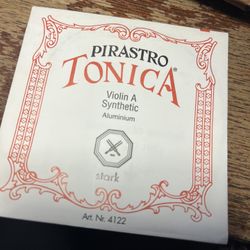 PIRASTRO
TONICA®
Violin A
Synthetic
Aluminium
stark
Art. Nr. 4122